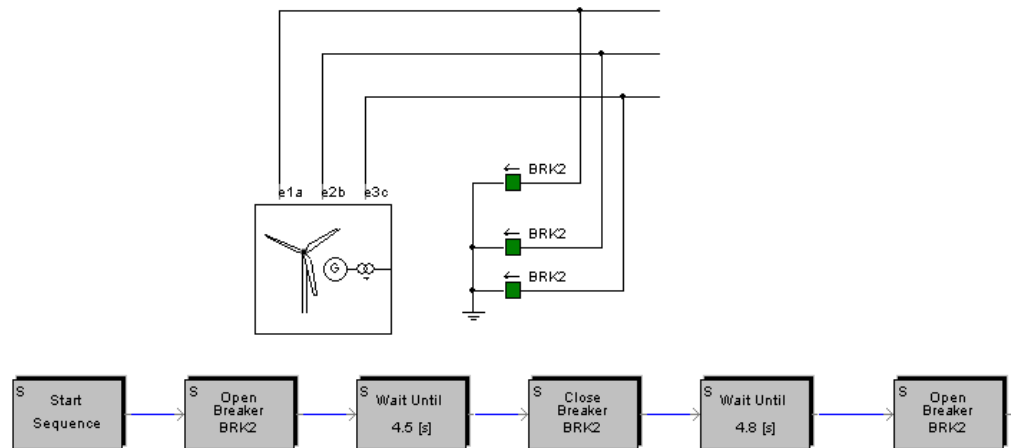 e1a e2b e3c
← BRK2
← BRK2
← BRK2
G
S Start
Sequence
S Open
Breaker
BRK2
S Wait Until
4.5 [s]
S Close
Breaker
BRK2
S Wait Until
4.8 [s]
S Open
Breaker
BRK2